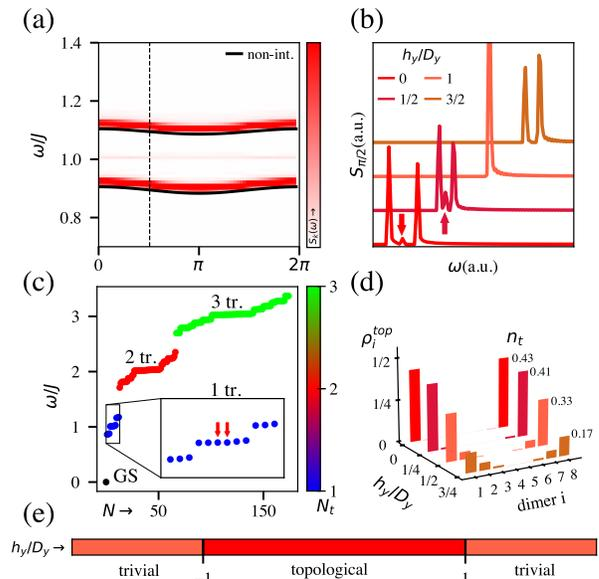 (a)
non-int.
ω/J
1.4
1.2
1.0
0.8
0
π
2π
S_k(ω)→
(b)
h_y/D_y
0
1
1/2
3/2
S_π/2(a.u.)
ω(a.u.)
(c)
ω/J
3
2
1
0
3 tr.
2 tr.
1 tr.
GS
N →
50
150
3
2
1
N_t
(d)
ρ_i^top
n_t
1/2
1/4
0
0.43
0.41
0.33
0.17
0
1/4
1/2
3/4
h_y/D_y
1 2 3 4 5 6 7 8
dimer i
(e)
h_y/D_y →
trivial
topological
trivial
1